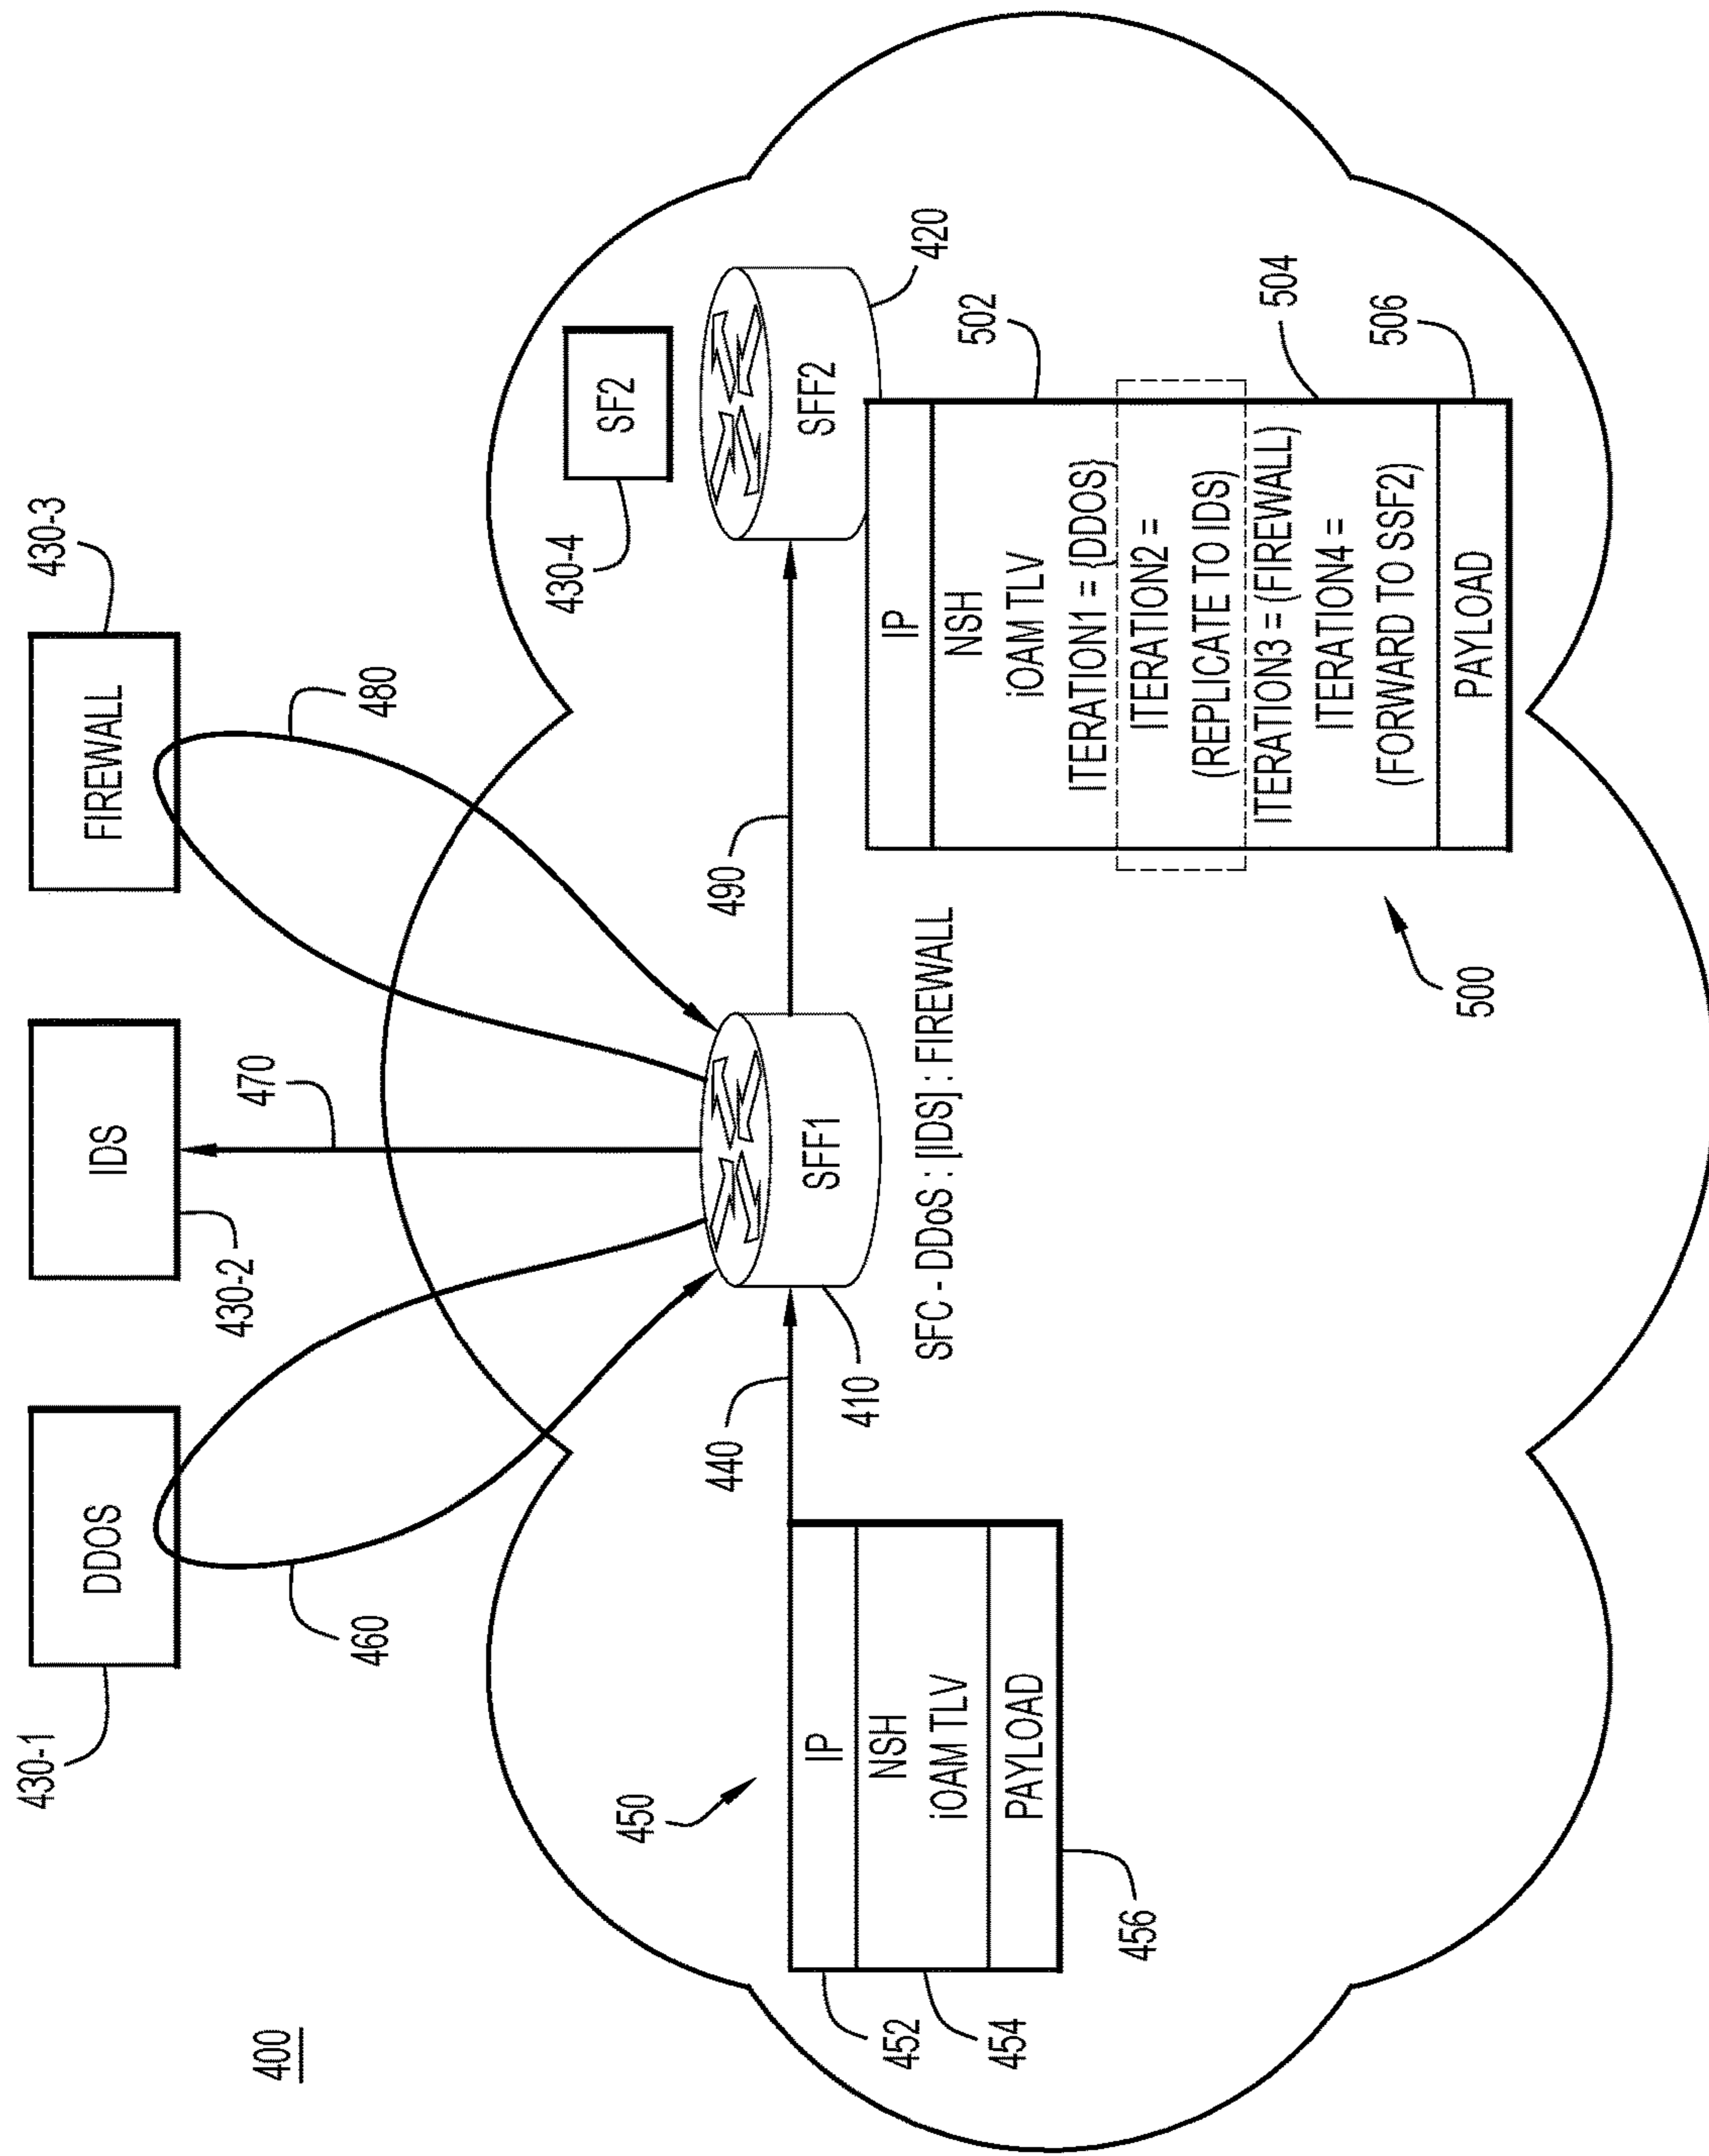 400
430-1
DDOS
430-2
IDS
430-3
FIREWALL
460
470
480
430-4
SF2
450
440
SFF1
410
490
SFF2
420
SFC - DDoS : [IDS] : FIREWALL
452
454
456
IP
NSH
iOAM TLV
PAYLOAD
500
IP
NSH
iOAM TLV
ITERATION1 = {DDOS}
ITERATION2 =
(REPLICATE TO IDS)
ITERATION3 = (FIREWALL)
ITERATION4 =
(FORWARD TO SSF2)
PAYLOAD
502
504
506